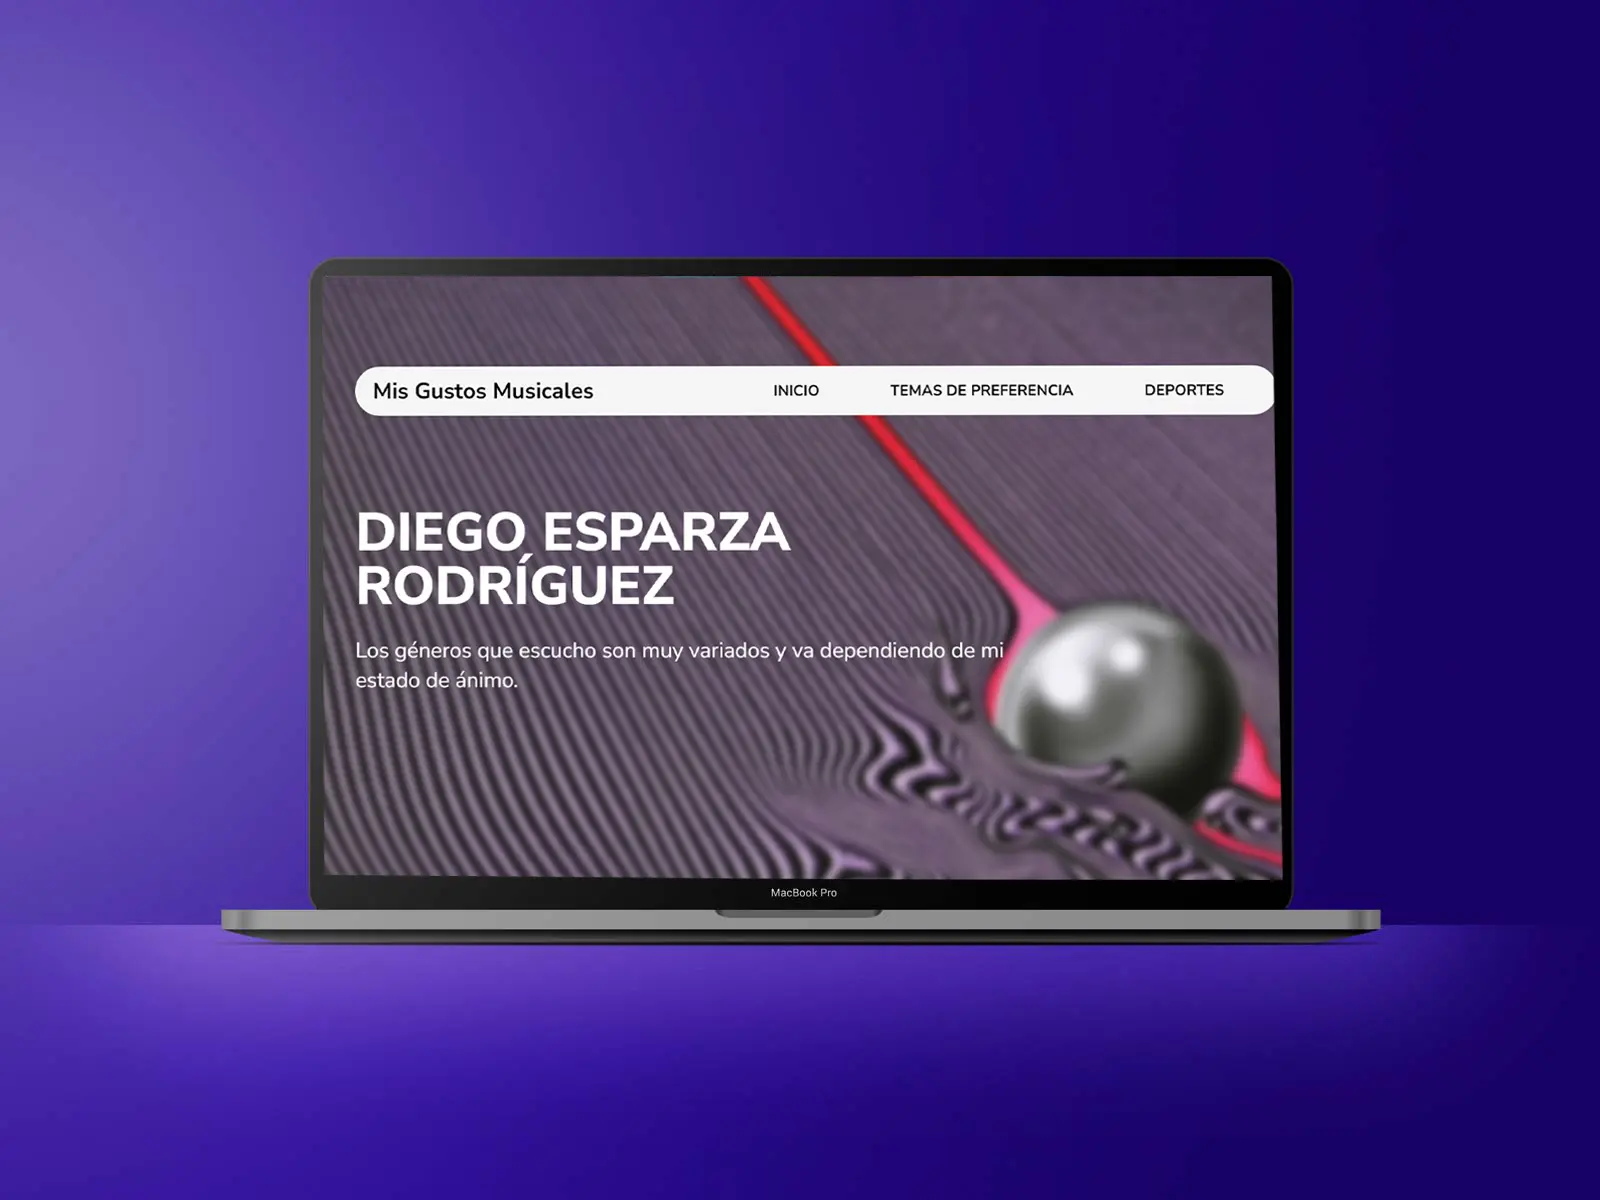 Mis Gustos Musicales INICIO TEMAS DE PREFERENCIA DEPORTES
DIEGO ESPARZA
RODRÍGUEZ
Los géneros que escucho son muy variados y va dependiendo de mi
estado de ánimo.
MacBook Pro